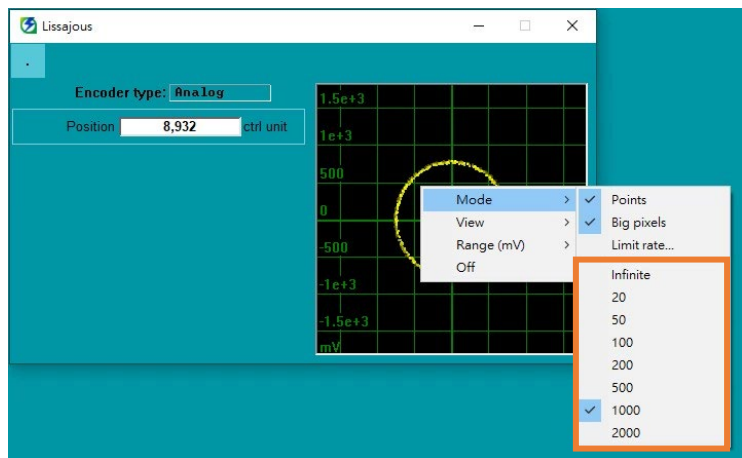 Lissajous
.
Encoder type: Analog
Position 8,932 ctrl unit
1.5e+3
1e+3
500
0
-500
-1e+3
-1.5e+3
mV
Mode
View
Range (mV)
Off
Points
Big pixels
Limit rate...
Infinite
20
50
100
200
500
1000
2000